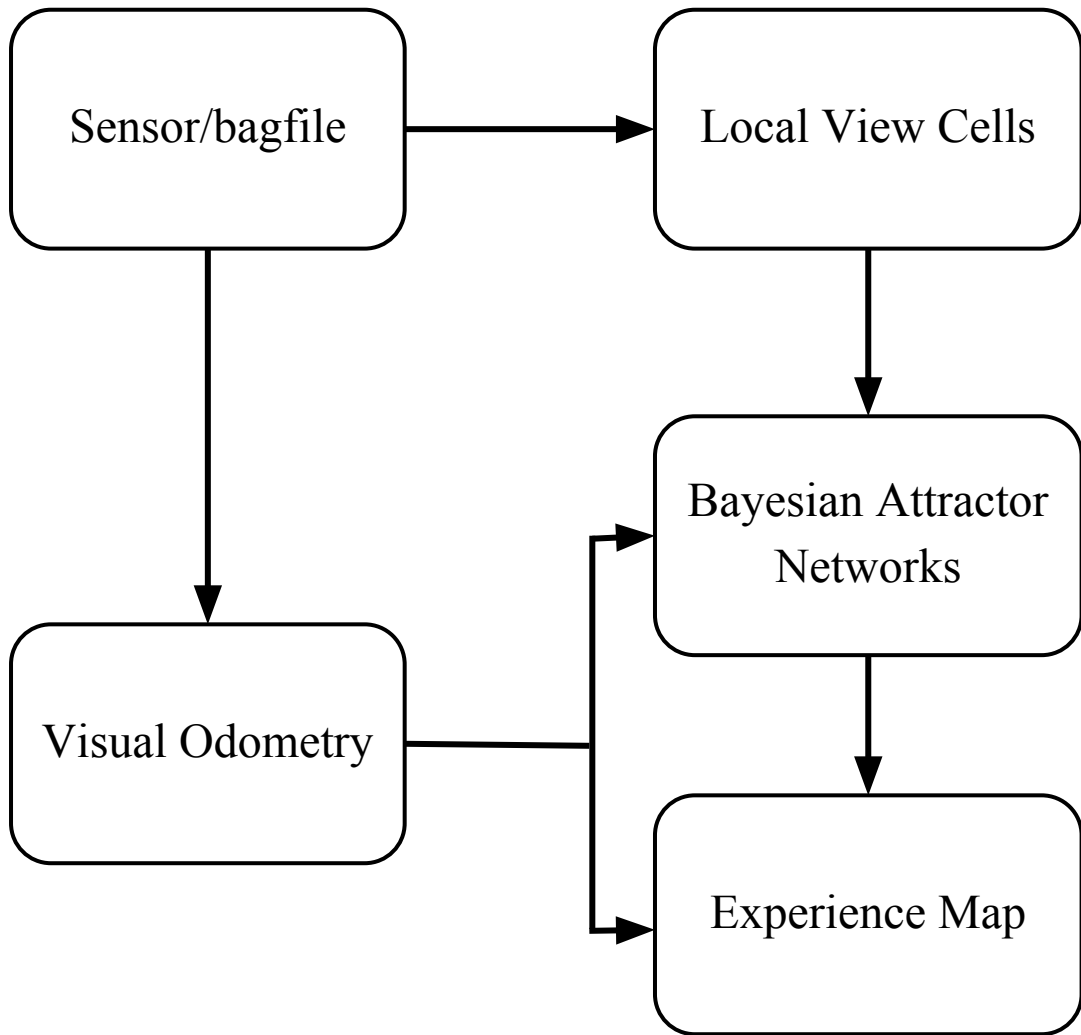 Sensor/bagfile
Local View Cells
Bayesian Attractor
Networks
Visual Odometry
Experience Map